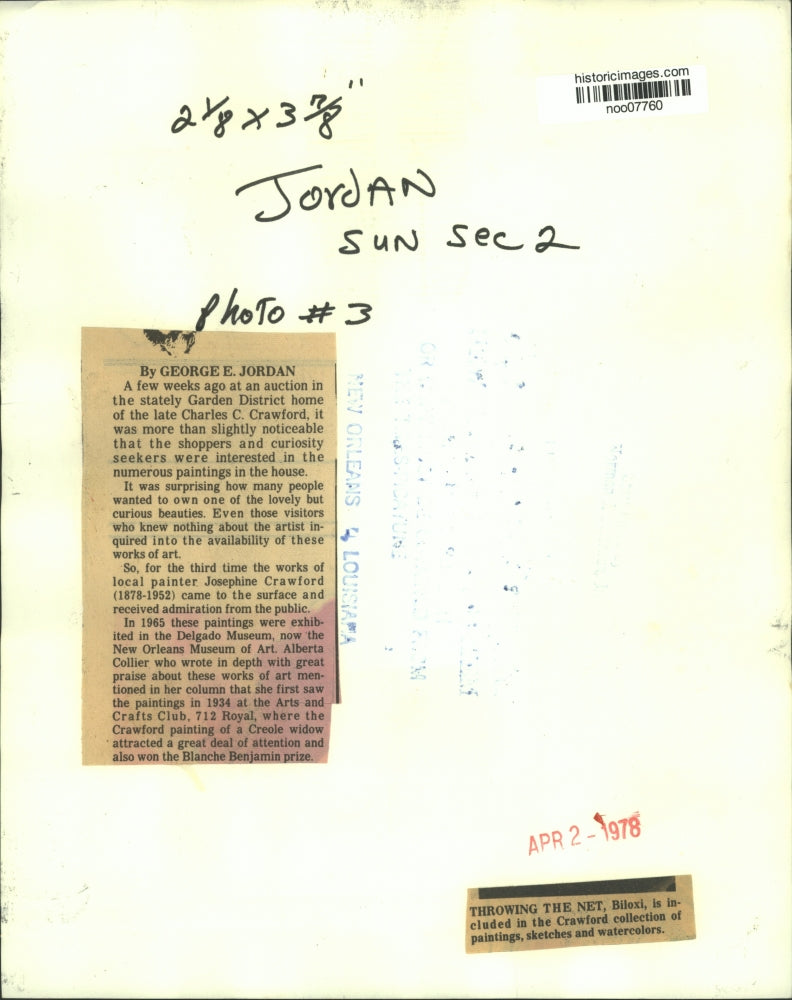 historicimages.com
noo07760
2 1/8 x 3 7/8"
JordAN
SUN Sec 2
Photo # 3
By GEORGE E. JORDAN
A few weeks ago at an auction in
the stately Garden District home
of the late Charles C. Crawford, it
was more than slightly noticeable
that the shoppers and curiosity
seekers were interested in the
numerous paintings in the house.
It was surprising how many people
wanted to own one of the lovely but
curious beauties. Even those visitors
who knew nothing about the artist in-
quired into the availability of these
works of art.
So, for the third time the works of
local painter Josephine Crawford
(1878-1952) came to the surface and
received admiration from the public.
In 1965 these paintings were exhib-
ited in the Delgado Museum, now the
New Orleans Museum of Art. Alberta
Collier who wrote in depth with great
praise about these works of art men-
tioned in her column that she first saw
the paintings in 1934 at the Arts and
Crafts Club, 712 Royal, where the
Crawford painting of a Creole widow
attracted a great deal of attention and
also won the Blanche Benjamin prize.
NEW ORLEANS 4 LOUISIANA
APR 2 - 1978
THROWING THE NET, Biloxi, is in-
cluded in the Crawford collection of
paintings, sketches and watercolors.